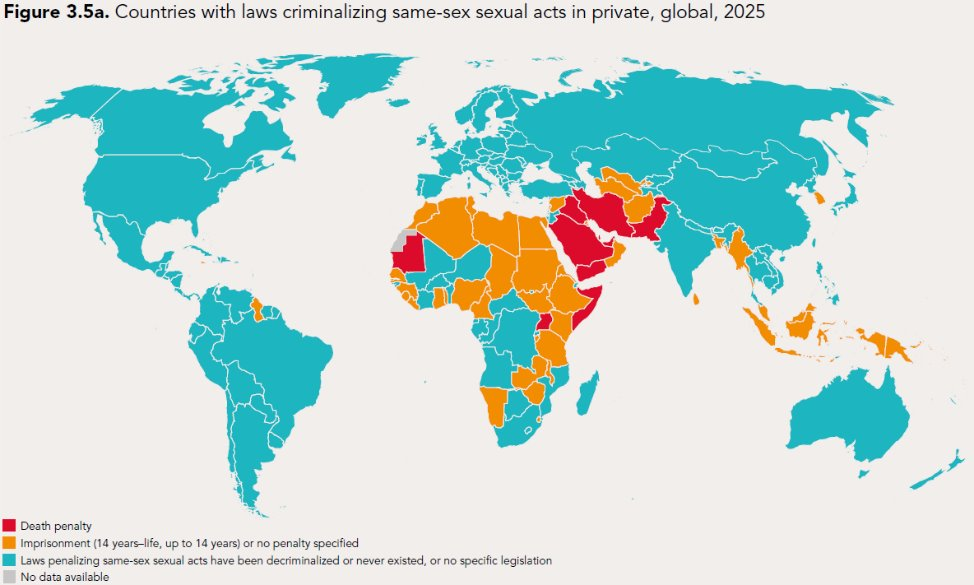 Figure 3.5a. Countries with laws criminalizing same-sex sexual acts in private, global, 2025
Death penalty
Imprisonment (14 years–life, up to 14 years) or no penalty specified
Laws penalizing same-sex sexual acts have been decriminalized or never existed, or no specific legislation
No data available